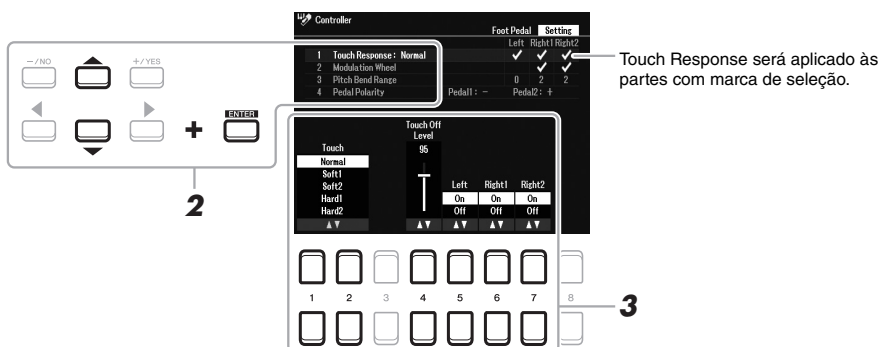 Controller
Foot Pedal Setting
Left Right1 Right2
1 Touch Response: Normal
2 Modulation Wheel
3 Pitch Bend Range 0 2 2
4 Pedal Polarity Pedal1: − Pedal2: +
Touch Response será aplicado às
partes com marca de seleção.
−/NO +/YES
ENTER
+
2
Touch Off
Level
Touch 95
Normal
Soft1
Soft2 Left Right1 Right2
Hard1 On On On
Hard2 Off Off Off
1 2 3 4 5 6 7 8
3